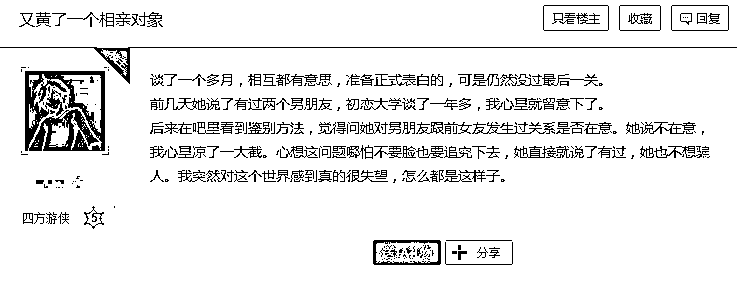 又黄了一个相亲对象
只看楼主 收藏 回复
谈了一个多月，相互都有意思，准备正式表白的，可是仍然没过最后一关。
前几天她说了有过两个男朋友，初恋大学谈了一年多，我心里就留意下了。
后来在吧里看到鉴别方法，觉得问她对男朋友跟前女友发生过关系是否在意。她说不在意，
我心里凉了一大截。心想这问题哪怕不要脸也要追究下去，她直接就说了有过，她也不想骗
人。我突然对这个世界感到真的很失望，怎么都是这样子。
四方游侠 5
分享